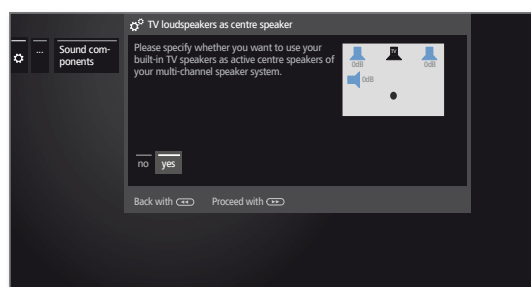 TV loudspeakers as centre speaker
...
Sound com-
ponents
Please specify whether you want to use your
built-in TV speakers as active centre speakers of
your multi-channel speaker system.
TV
0dB
0dB
0dB
no
yes
Back with
Proceed with